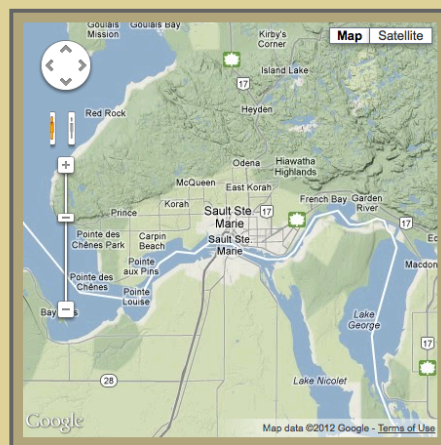 Goulais
Mission
Goulais Bay
Kirby's
Corner
Map
Satellite
Island Lake
17
Red Rock
Heyden
Odena
Hiawatha
Highlands
McQueen
East Korah
Korah
French Bay
Garden
River
Prince
Sault Ste
Marie
17
17
Pointe des
Chênes Park
Carpin
Beach
Sault Ste.
Marie
Pointe
aux Pins
Pointe des
Chênes
Pointe
Louise
Lake
George
28
Lake Nicolet
Google
Map data ©2012 Google - Terms of Use